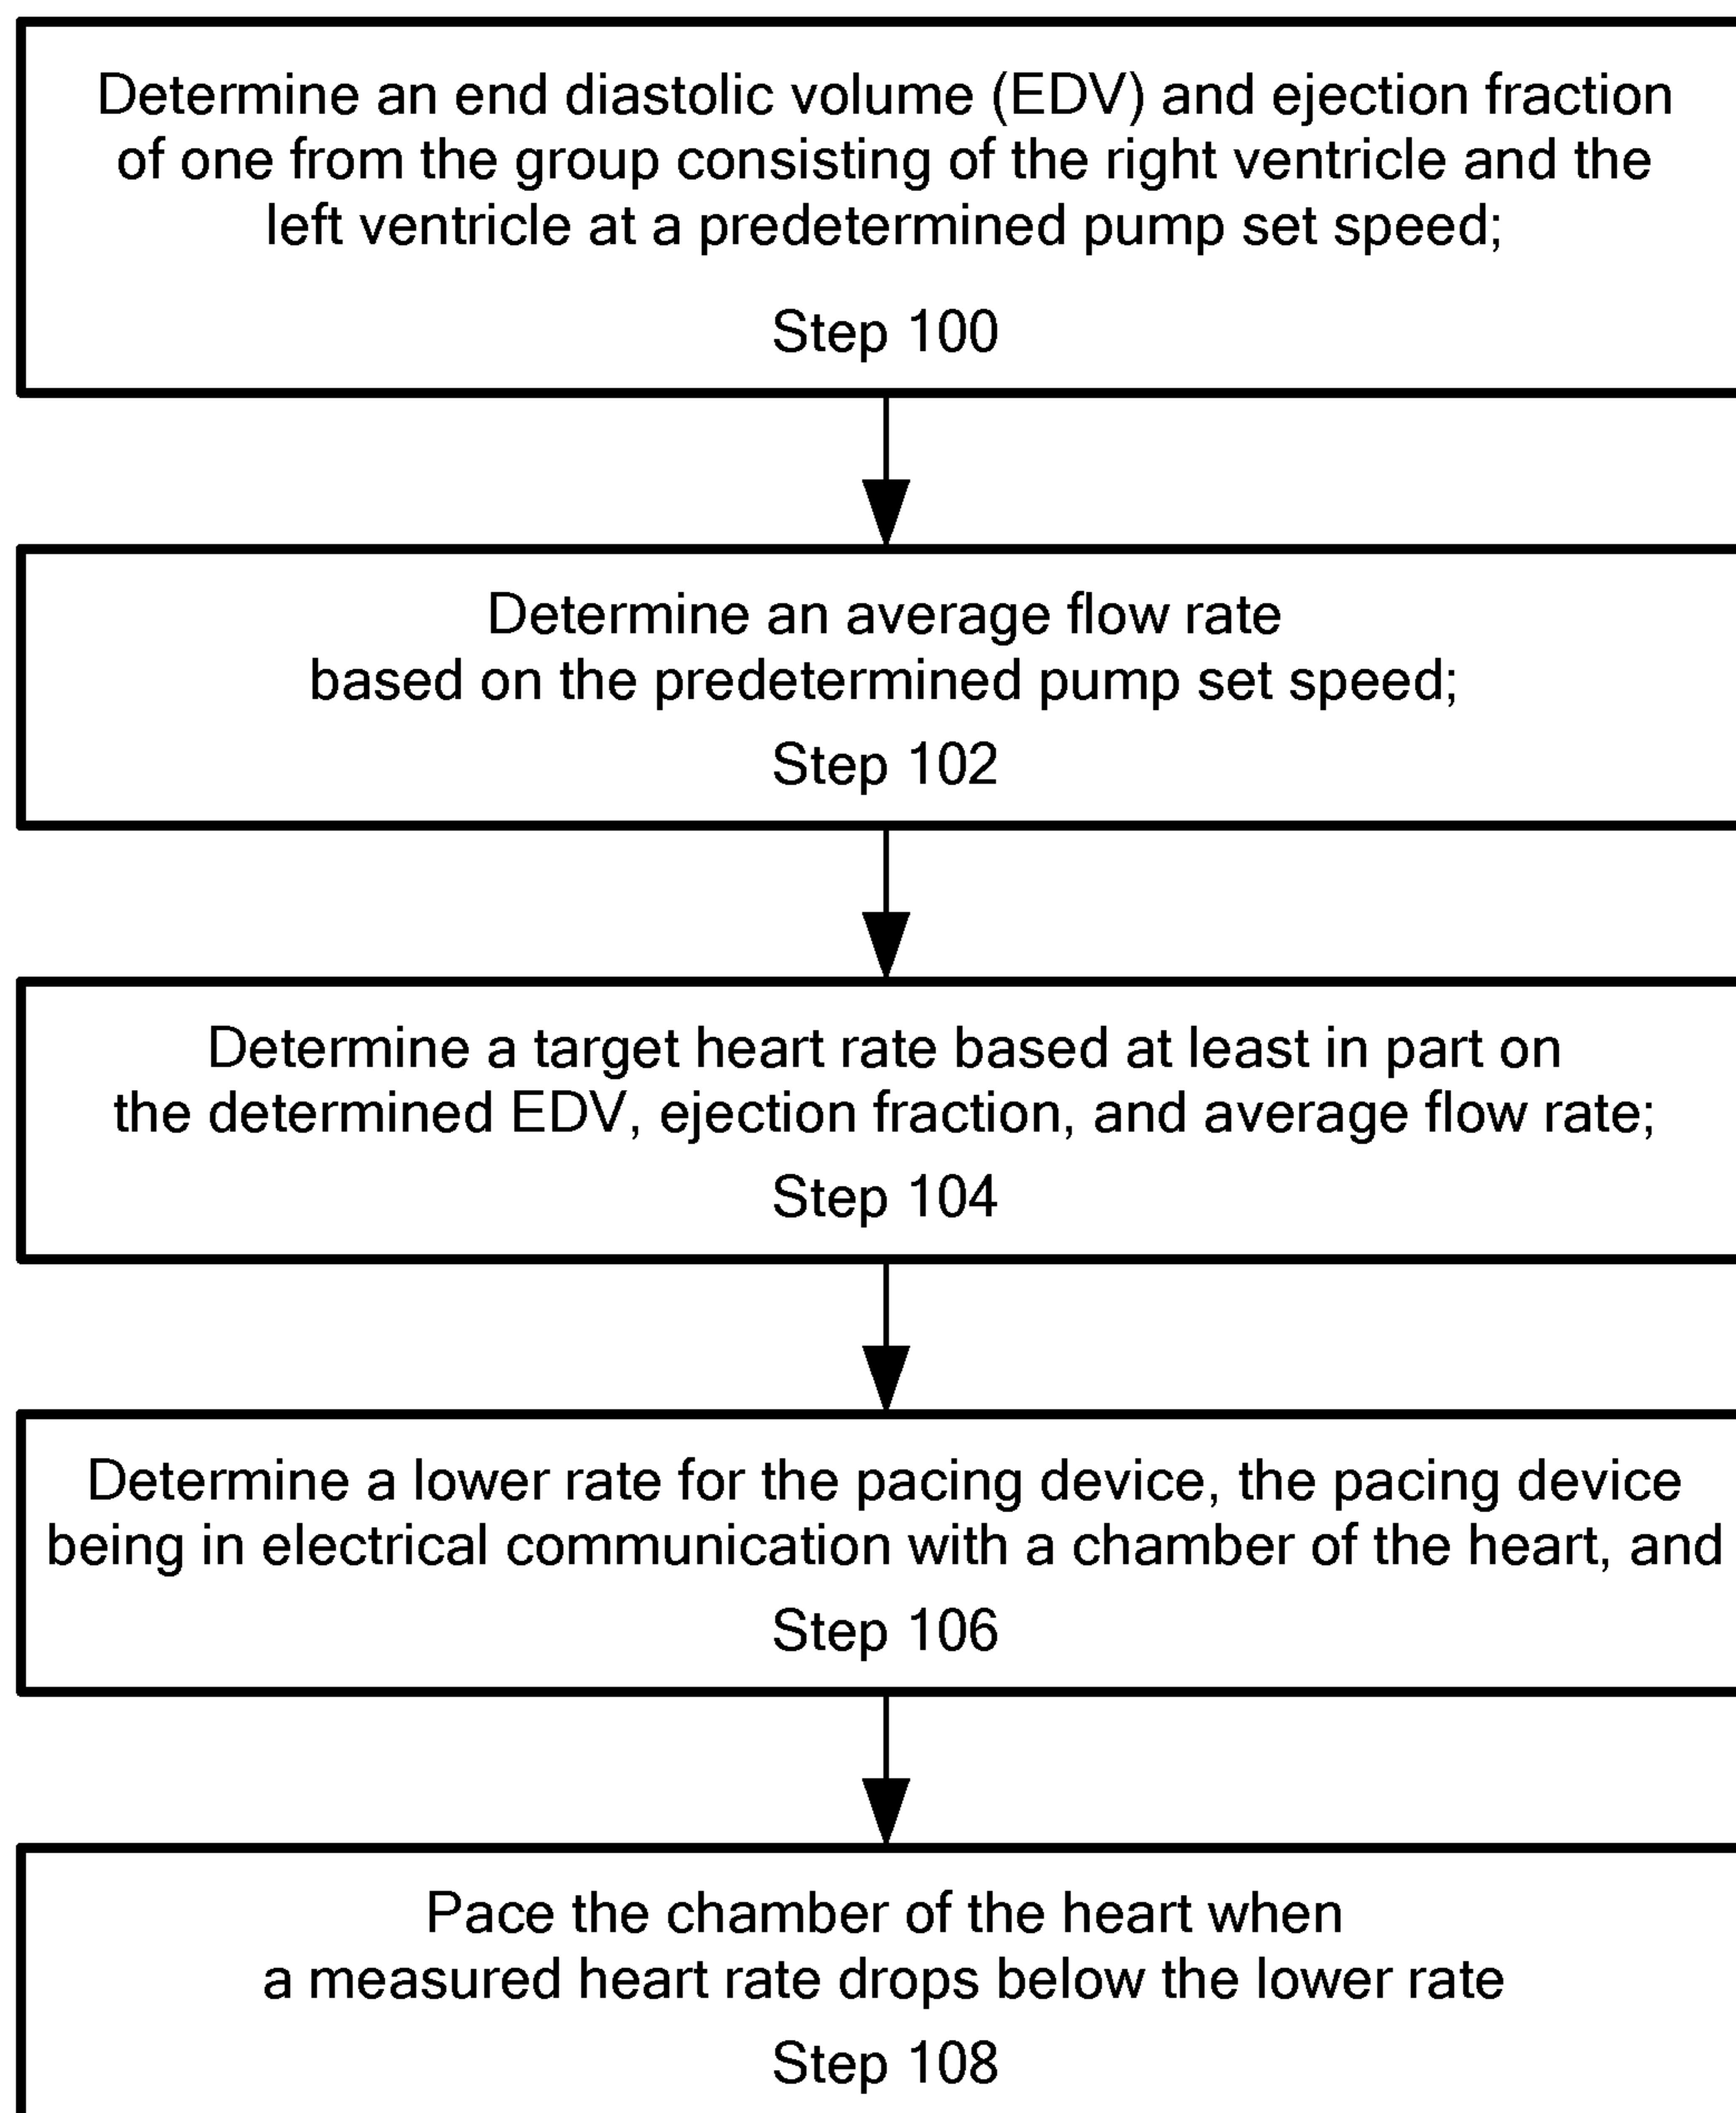 Determine an end diastolic volume (EDV) and ejection fraction
of one from the group consisting of the right ventricle and the
left ventricle at a predetermined pump set speed;
Step 100
Determine an average flow rate
based on the predetermined pump set speed;
Step 102
Determine a target heart rate based at least in part on
the determined EDV, ejection fraction, and average flow rate;
Step 104
Determine a lower rate for the pacing device, the pacing device
being in electrical communication with a chamber of the heart, and
Step 106
Pace the chamber of the heart when
a measured heart rate drops below the lower rate
Step 108